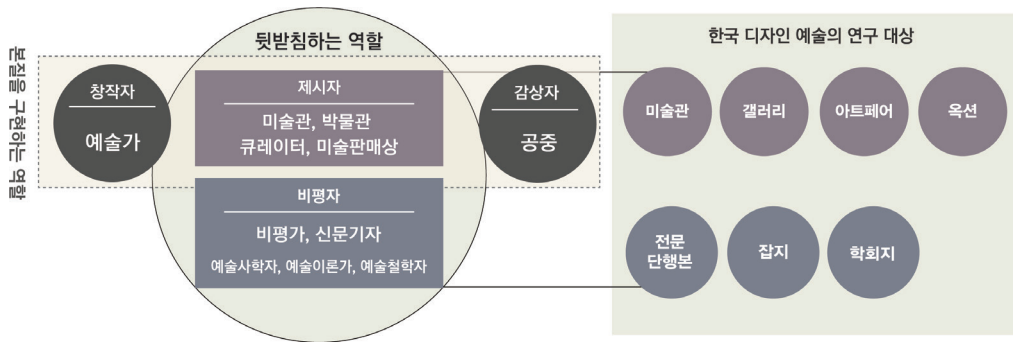 본질을 구현하는 역할
창작자
예술가
뒷받침하는 역할
제시자
미술관, 박물관
큐레이터, 미술판매상
감상자
공중
비평자
비평가, 신문기자
예술사학자, 예술이론가, 예술철학자
한국 디자인 예술의 연구 대상
미술관
갤러리
아트페어
옥션
전문
단행본
잡지
학회지